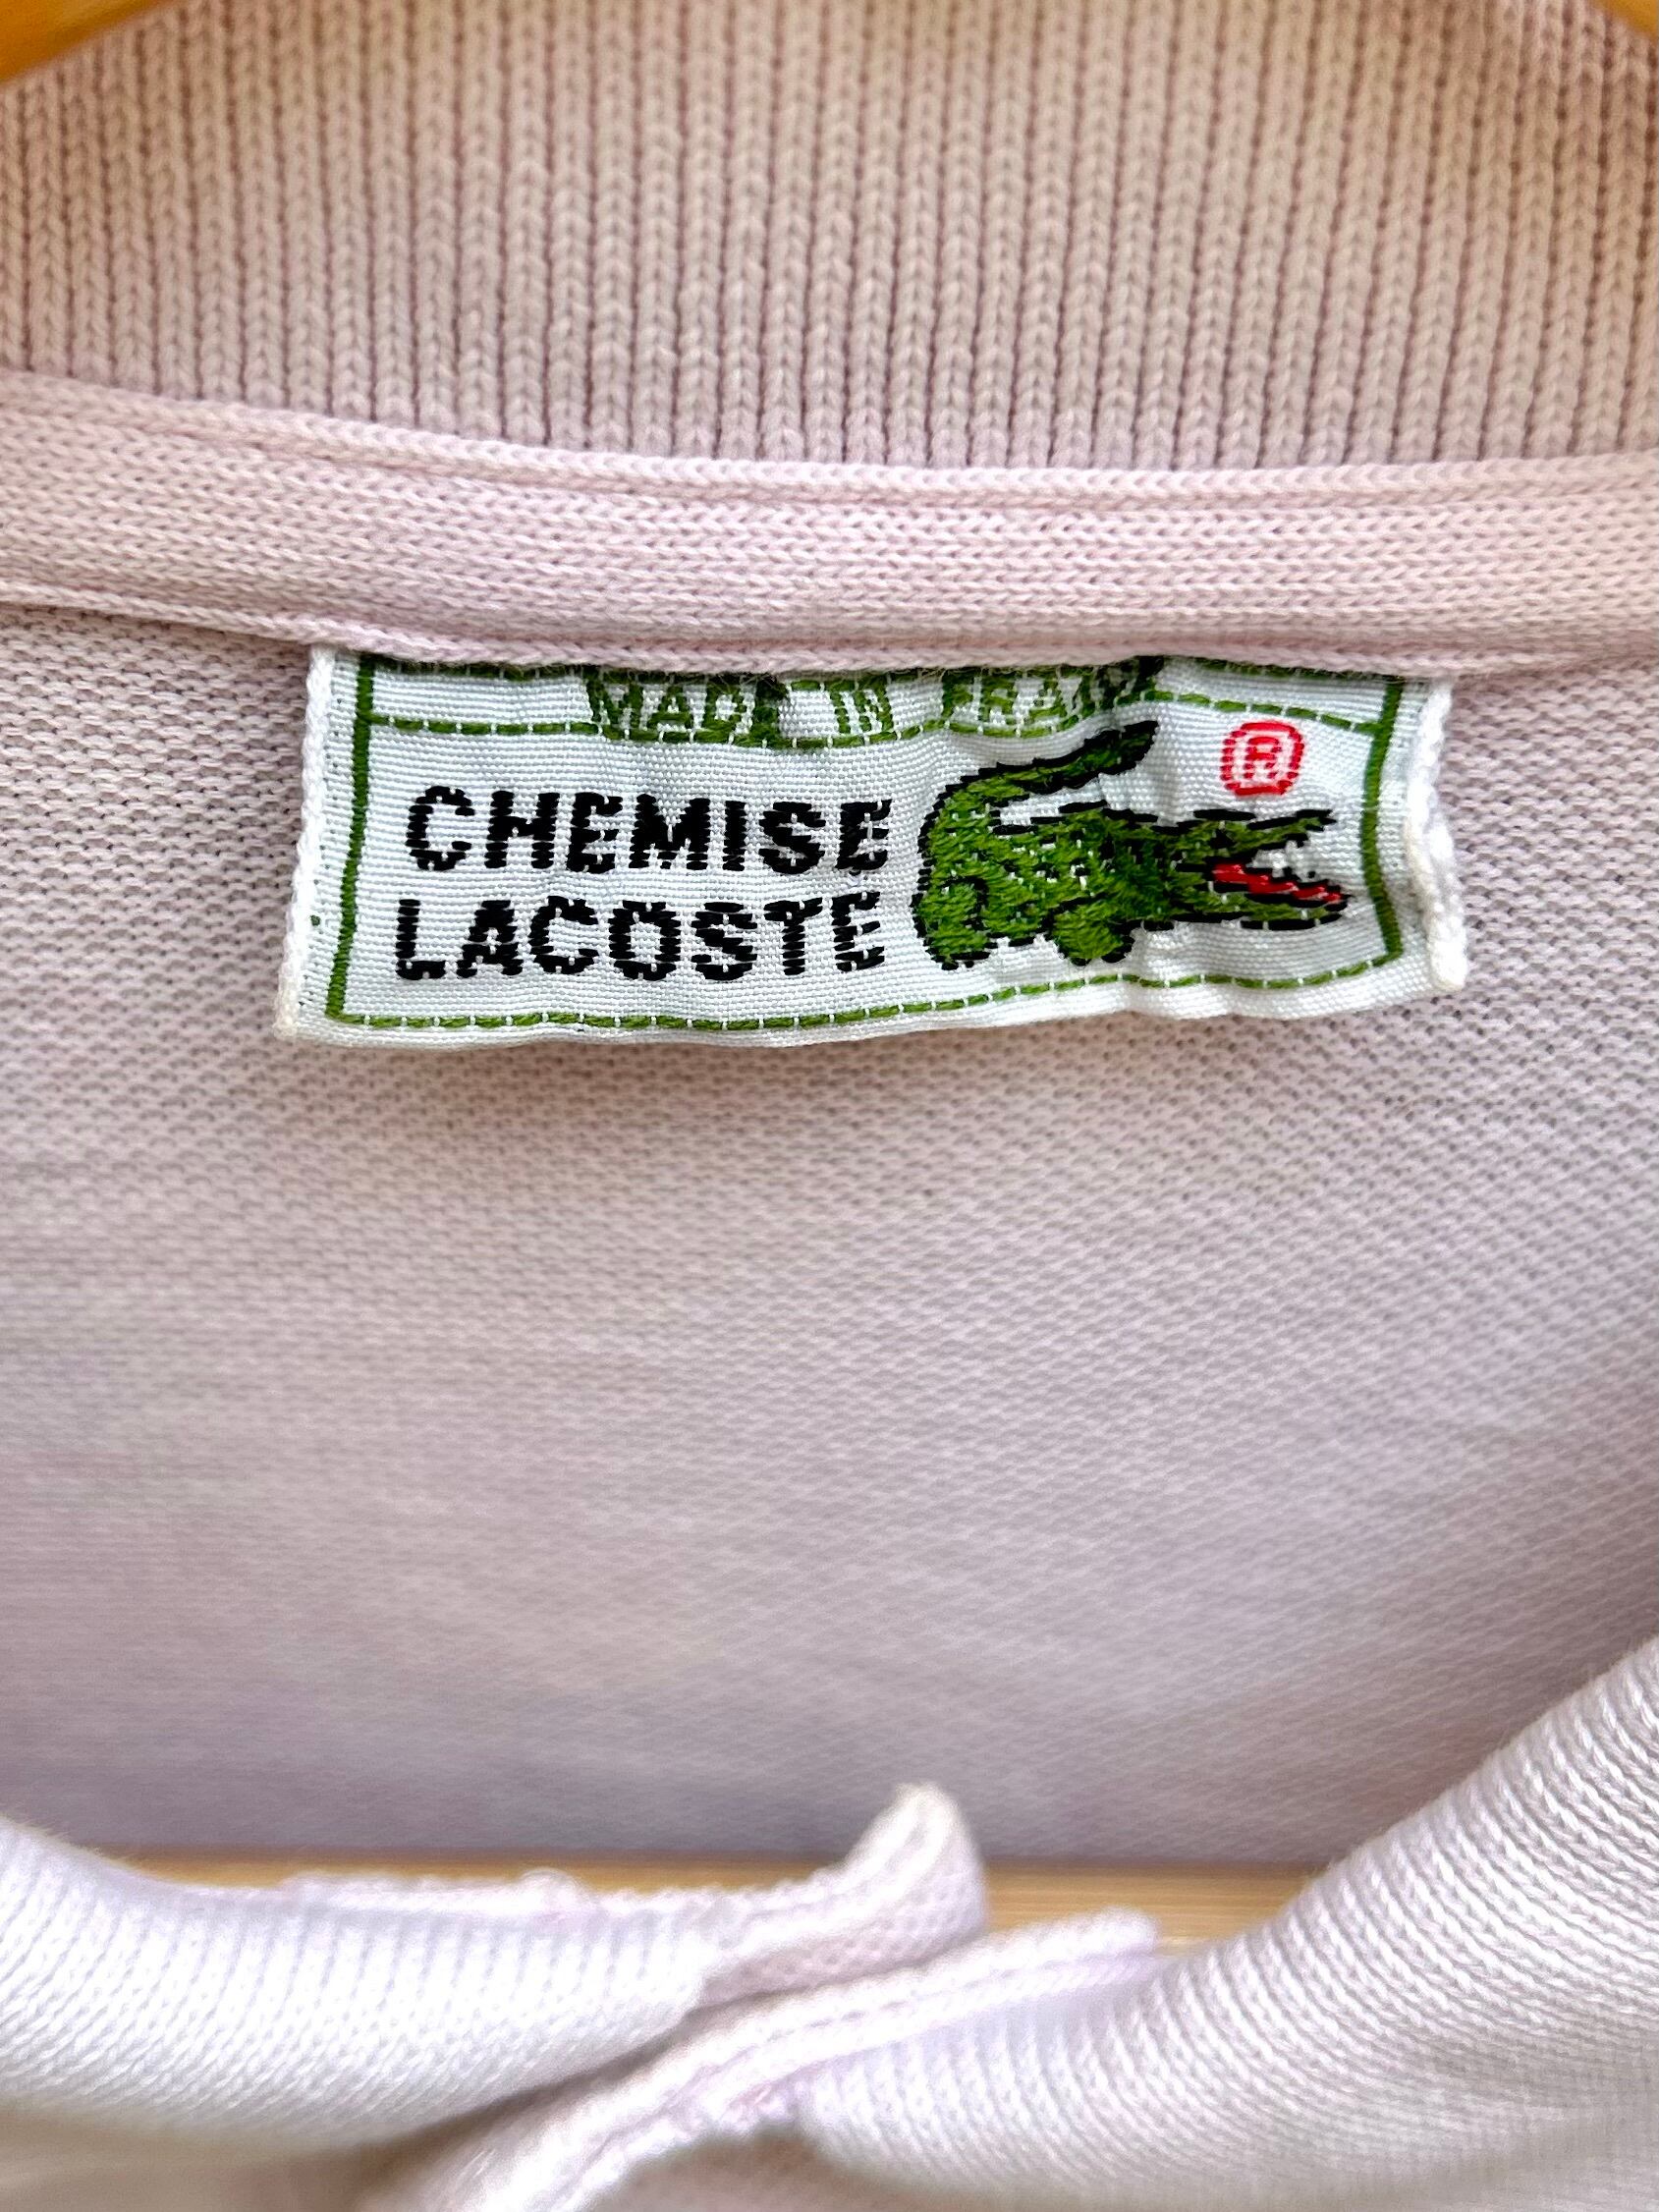 MADE IN FRANCE
CHEMISE
LACOSTE
®